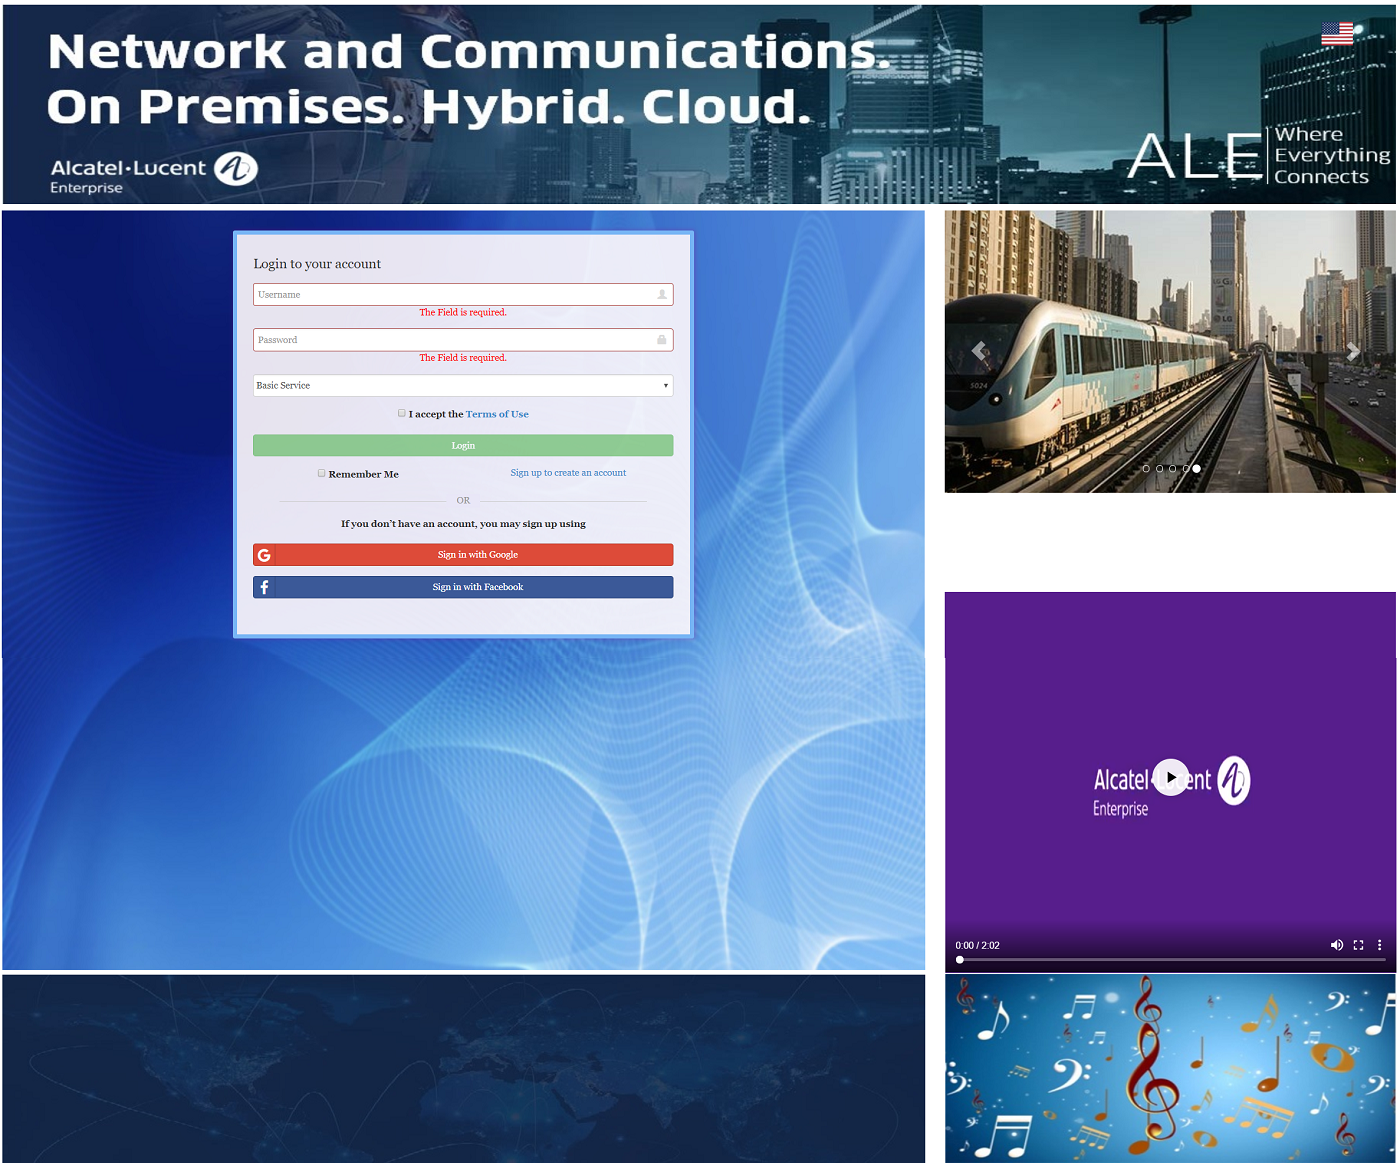 Network and Communications.
On Premises. Hybrid. Cloud.
Alcatel·Lucent
Enterprise
ALE
Where
Everything
Connects
Login to your account
Username
The Field is required.
Password
The Field is required.
Basic Service
I accept the Terms of Use
Login
Remember Me
Sign up to create an account
OR
If you don't have an account, you may sign up using
G
Sign in with Google
f
Sign in with Facebook
5024
LG
Alcatel·Lucent
Enterprise
0:00 / 2:02